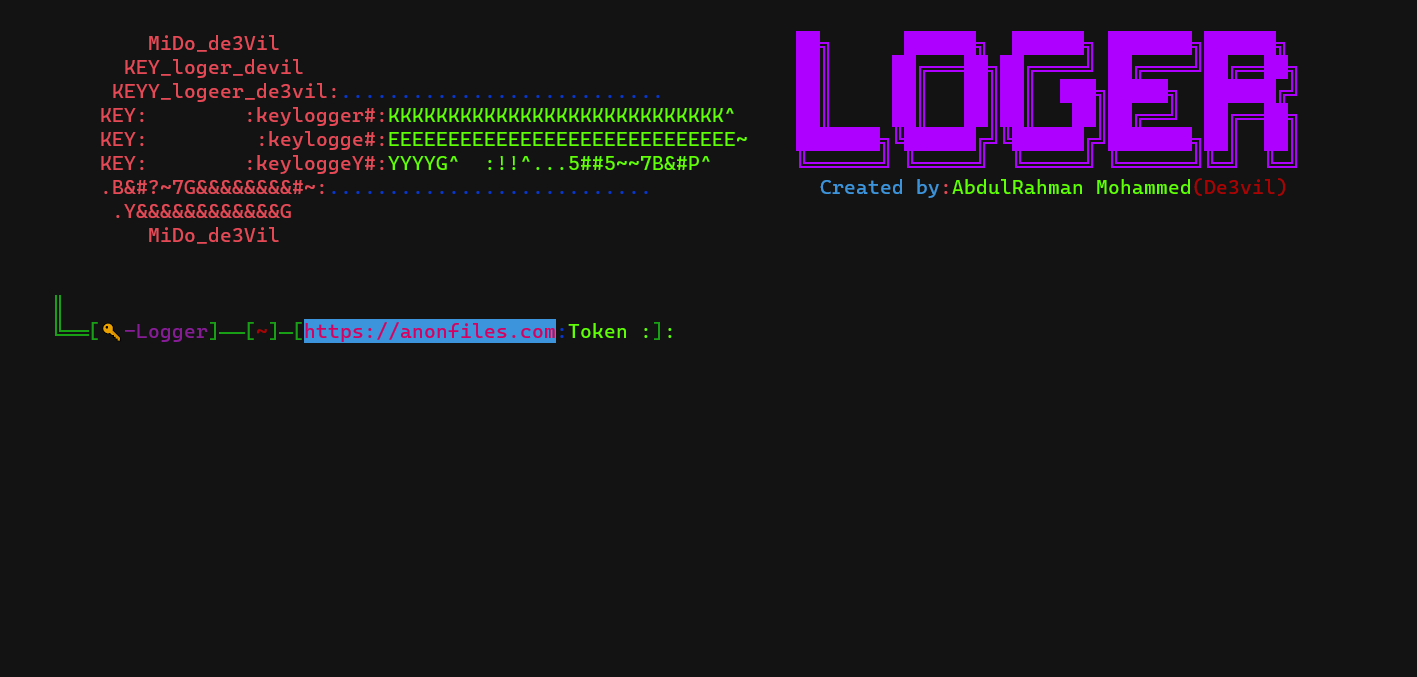 MiDo_de3Vil
KEY_loger_devil
KEYY_logeer_de3vil:...........................
KEY:         :keylogger#:KKKKKKKKKKKKKKKKKKKKKKKKKKKK^
KEY:          :keylogge#:EEEEEEEEEEEEEEEEEEEEEEEEEEEEE~
KEY:         :keyloggeY#:YYYYG^  :!!^...5##5~~7B&#P^
.B&#?~7G&&&&&&&&#~:...........................
.Y&&&&&&&&&&&&G
MiDo_de3Vil
LOGER
Created by:AbdulRahman Mohammed(De3vil)
╚══[🔑-Logger]──[~]─[https://anonfiles.com:Token :]: